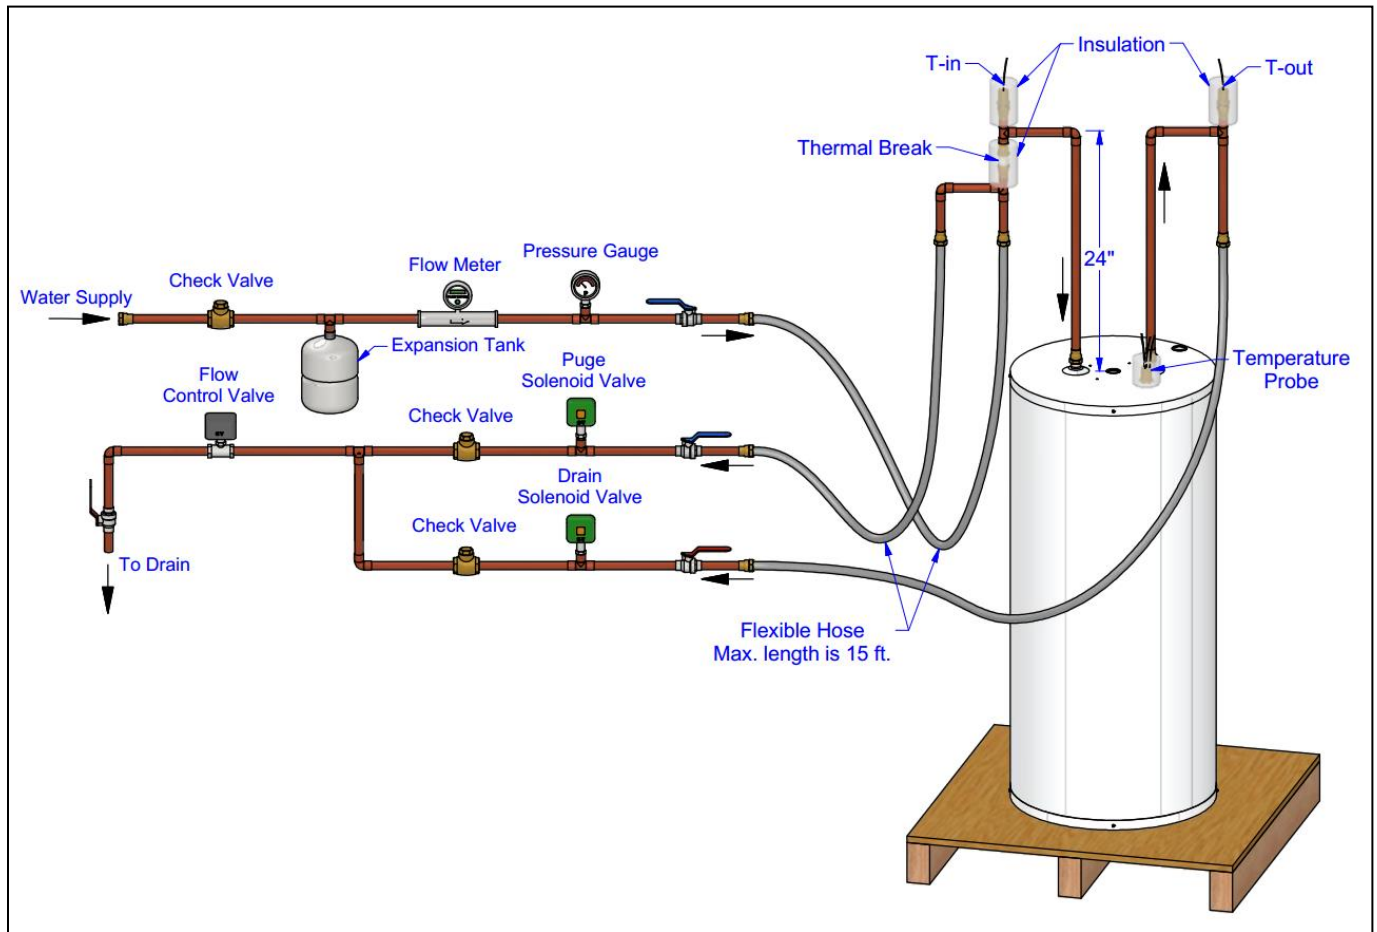 Insulation
T-in
T-out
Thermal Break
Pressure Gauge
Flow Meter
24"
Check Valve
Water Supply
Expansion Tank
Puge
Solenoid Valve
Temperature
Probe
Flow
Control Valve
Check Valve
Drain
Solenoid Valve
Check Valve
To Drain
Flexible Hose
Max. length is 15 ft.